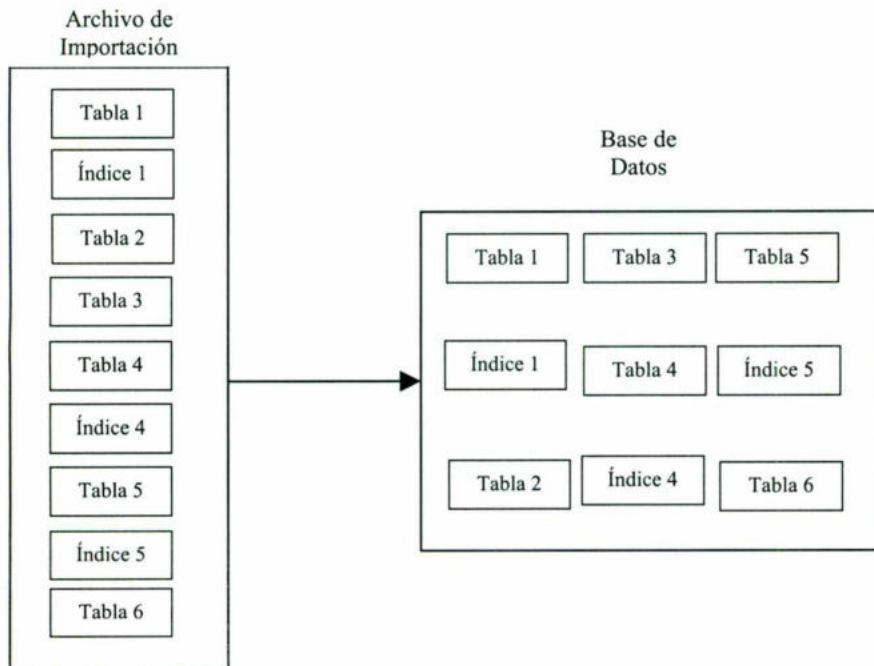 Archivo de
Importación
Tabla 1
Índice 1
Tabla 2
Tabla 3
Tabla 4
Índice 4
Tabla 5
Índice 5
Tabla 6
Base de
Datos
Tabla 1 Tabla 3 Tabla 5
Índice 1 Tabla 4 Índice 5
Tabla 2 Índice 4 Tabla 6